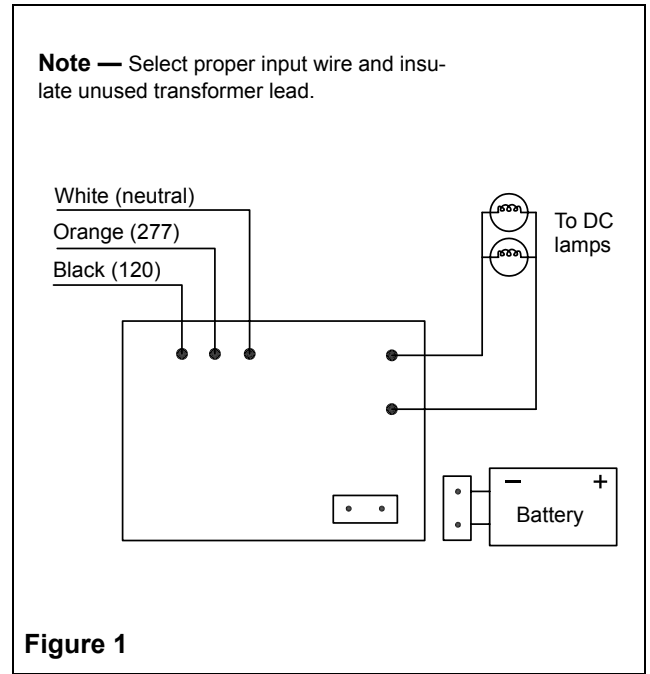 Note — Select proper input wire and insu-
late unused transformer lead.
White (neutral)
Orange (277)
Black (120)
To DC
lamps
− +
Battery
Figure 1